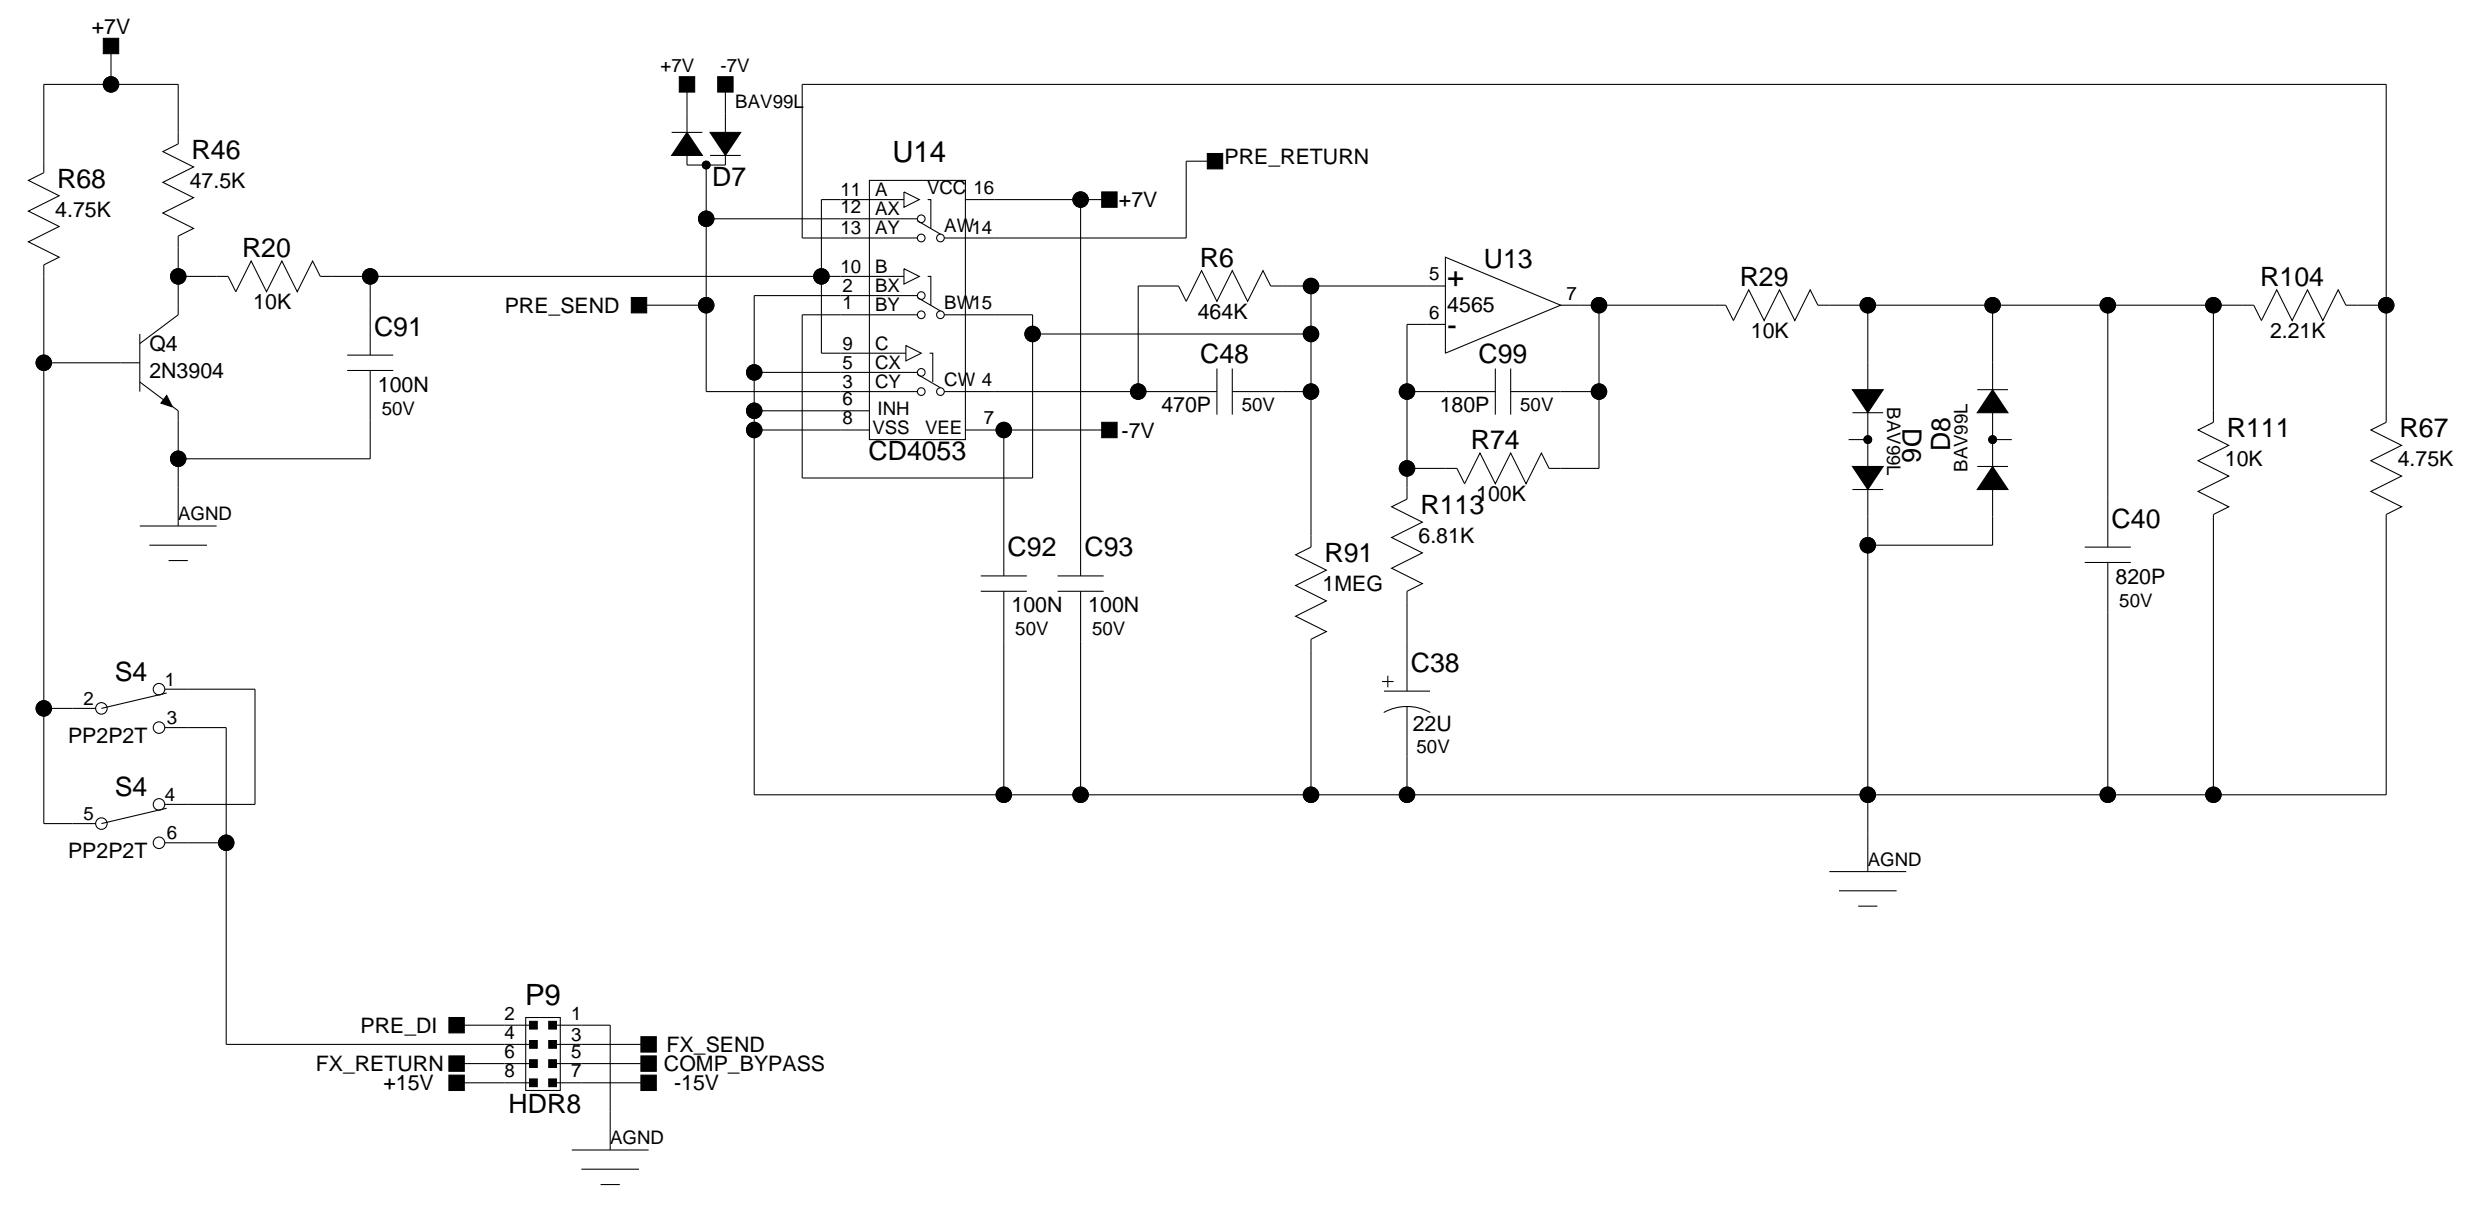 +7V
+7V
-7V
BAV99L
D7
R46
47.5K
R68
4.75K
R20
10K
C91
100N
50V
Q4
2N3904
AGND
PRE_SEND
U14
11 A VCC 16
12 AX
13 AY AW 14
10 B
2 BX
1 BY BW 15
9 C
5 CX
3 CY CW 4
6 INH
8 VSS VEE 7
CD4053
PRE_RETURN
+7V
-7V
R6
464K
C48
470P 50V
U13
5 +
4565
6 -
7
C99
180P 50V
R74
100K
R113
6.81K
C38
+
22U
50V
R91
1MEG
C92
100N
50V
C93
100N
50V
R29
10K
R104
2.21K
D6
BAV99L
D8
BAV99L
R111
10K
R67
4.75K
C40
820P
50V
AGND
S4
1
2
3
PP2P2T
S4
4
5
6
PP2P2T
P9
PRE_DI 2 1
4 3 FX_SEND
FX_RETURN 6 5 COMP_BYPASS
+15V 8 7 -15V
HDR8
AGND